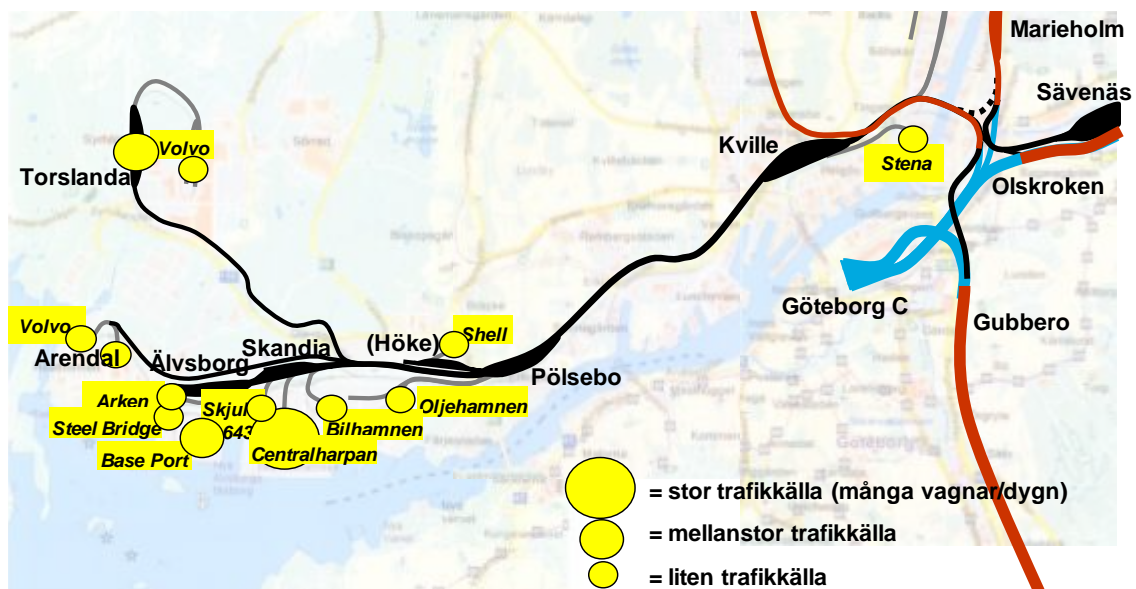 Marieholm
Sävenäs
Kville
Stena
Olskroken
Volvo
Torslanda
Göteborg C
Gubbero
Volvo
Arendal
Älvsborg
Skandia
(Höke)
Shell
Pölsebo
Arken
Steel Bridge
Base Port
Skjul
643
Centralharpan
Bilhamnen
Oljehamnen
= stor trafikkälla (många vagnar/dygn)
= mellanstor trafikkälla
= liten trafikkälla